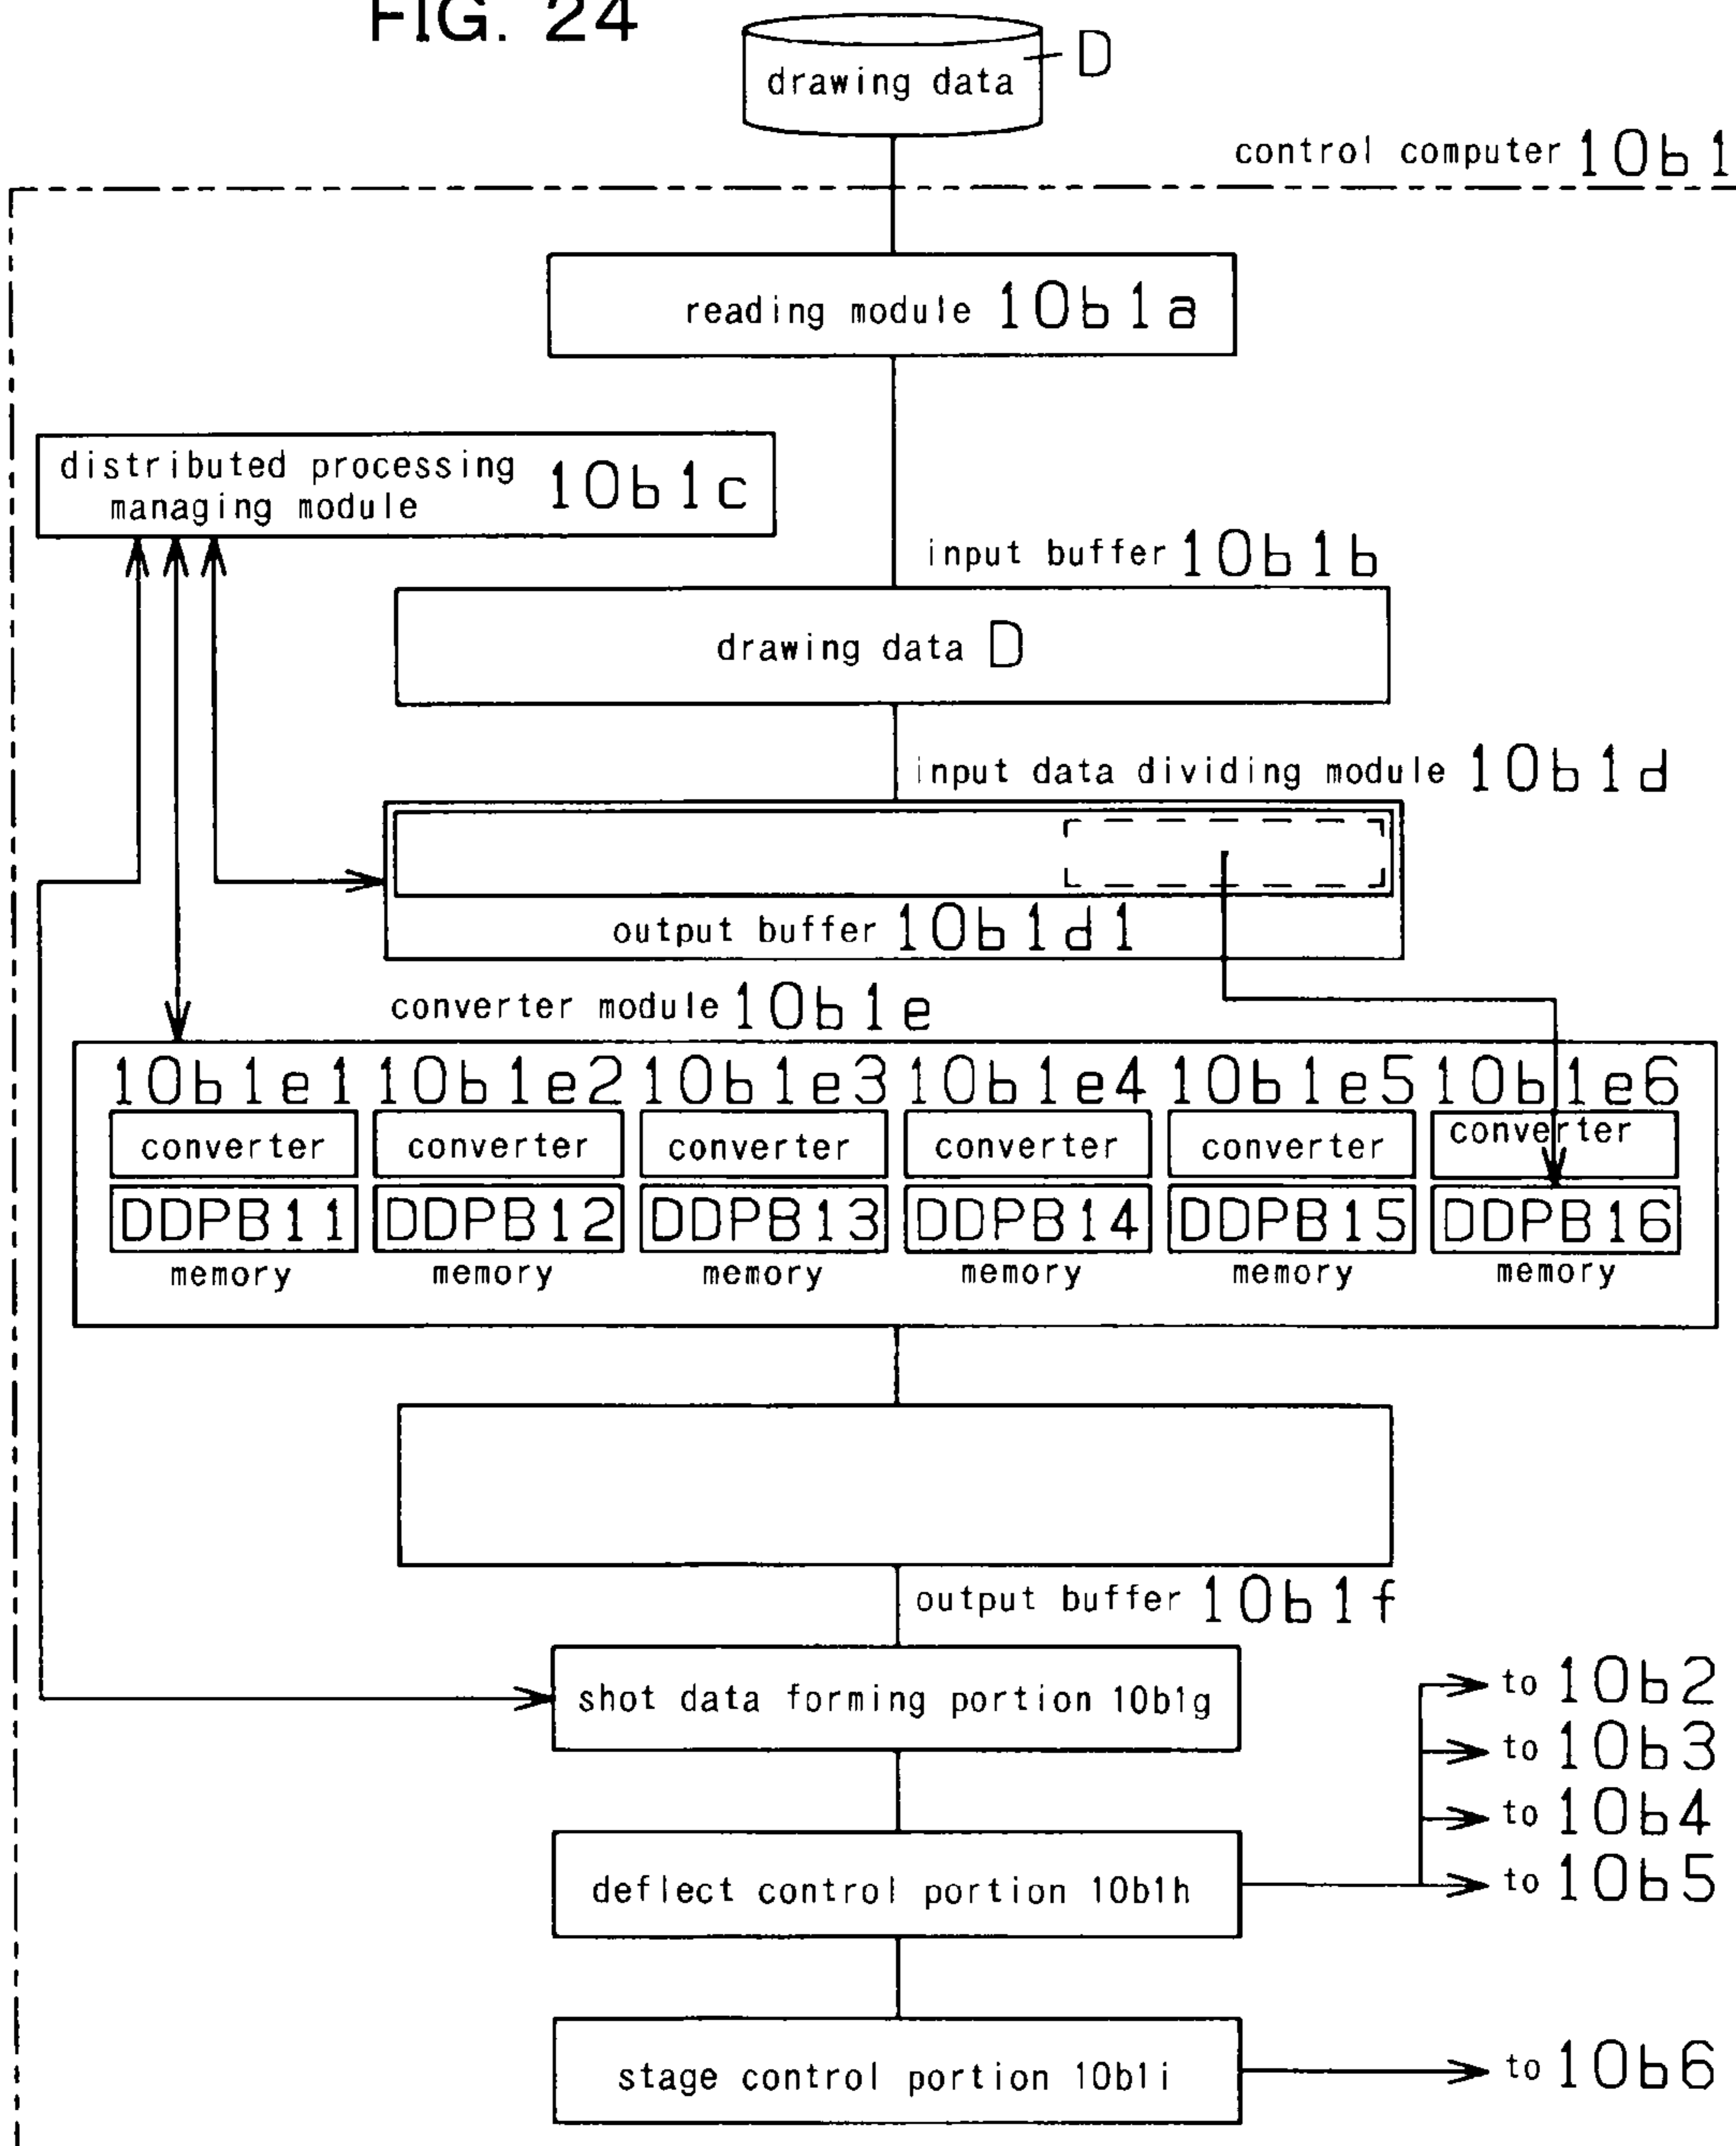 FIG. 24
drawing data
D
control computer 10b1
reading module 10b1a
distributed processing
managing module 10b1c
input buffer 10b1b
drawing data D
input data dividing module 10b1d
output buffer 10b1d1
converter module 10b1e
10b1e1 10b1e2 10b1e3 10b1e4 10b1e5 10b1e6
converter converter converter converter converter converter
DDPB11 DDPB12 DDPB13 DDPB14 DDPB15 DDPB16
memory memory memory memory memory memory
output buffer 10b1f
shot data forming portion 10b1g
to 10b2
to 10b3
to 10b4
deflect control portion 10b1h
to 10b5
stage control portion 10b1i
to 10b6